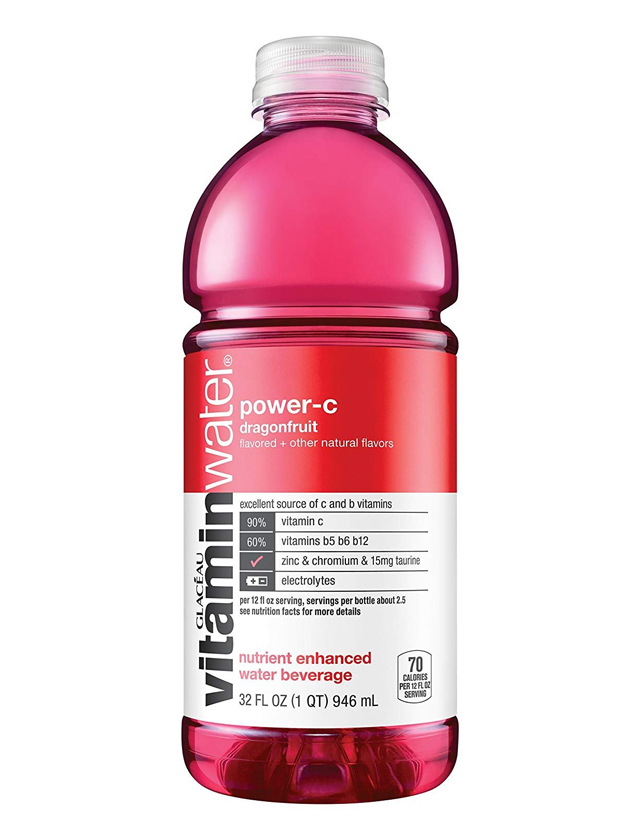 GLACÉAU
vitaminwater®
power-c
dragonfruit
flavored + other natural flavors
excellent source of c and b vitamins
90% vitamin c
60% vitamins b5 b6 b12
✓ zinc & chromium & 15mg taurine
+ − electrolytes
per 12 fl oz serving, servings per bottle about 2.5
see nutrition facts for more details
nutrient enhanced
water beverage
32 FL OZ (1 QT) 946 mL
70
CALORIES
PER 12 FL OZ
SERVING